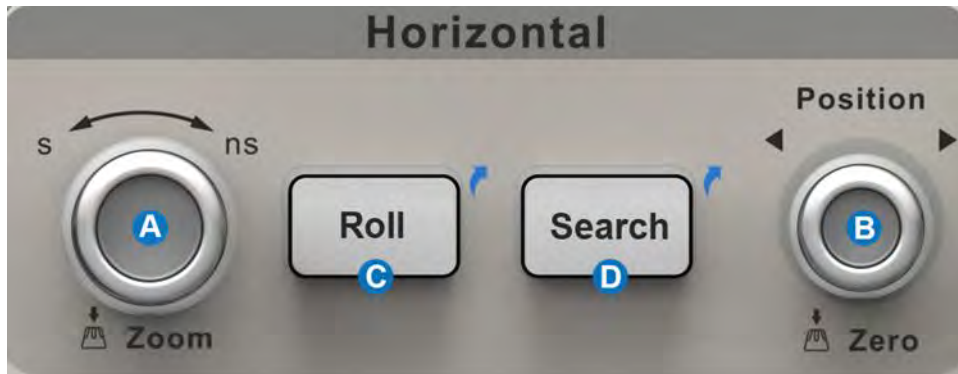 Horizontal
Position
s
ns
Roll
Search
A
B
C
D
Zoom
Zero